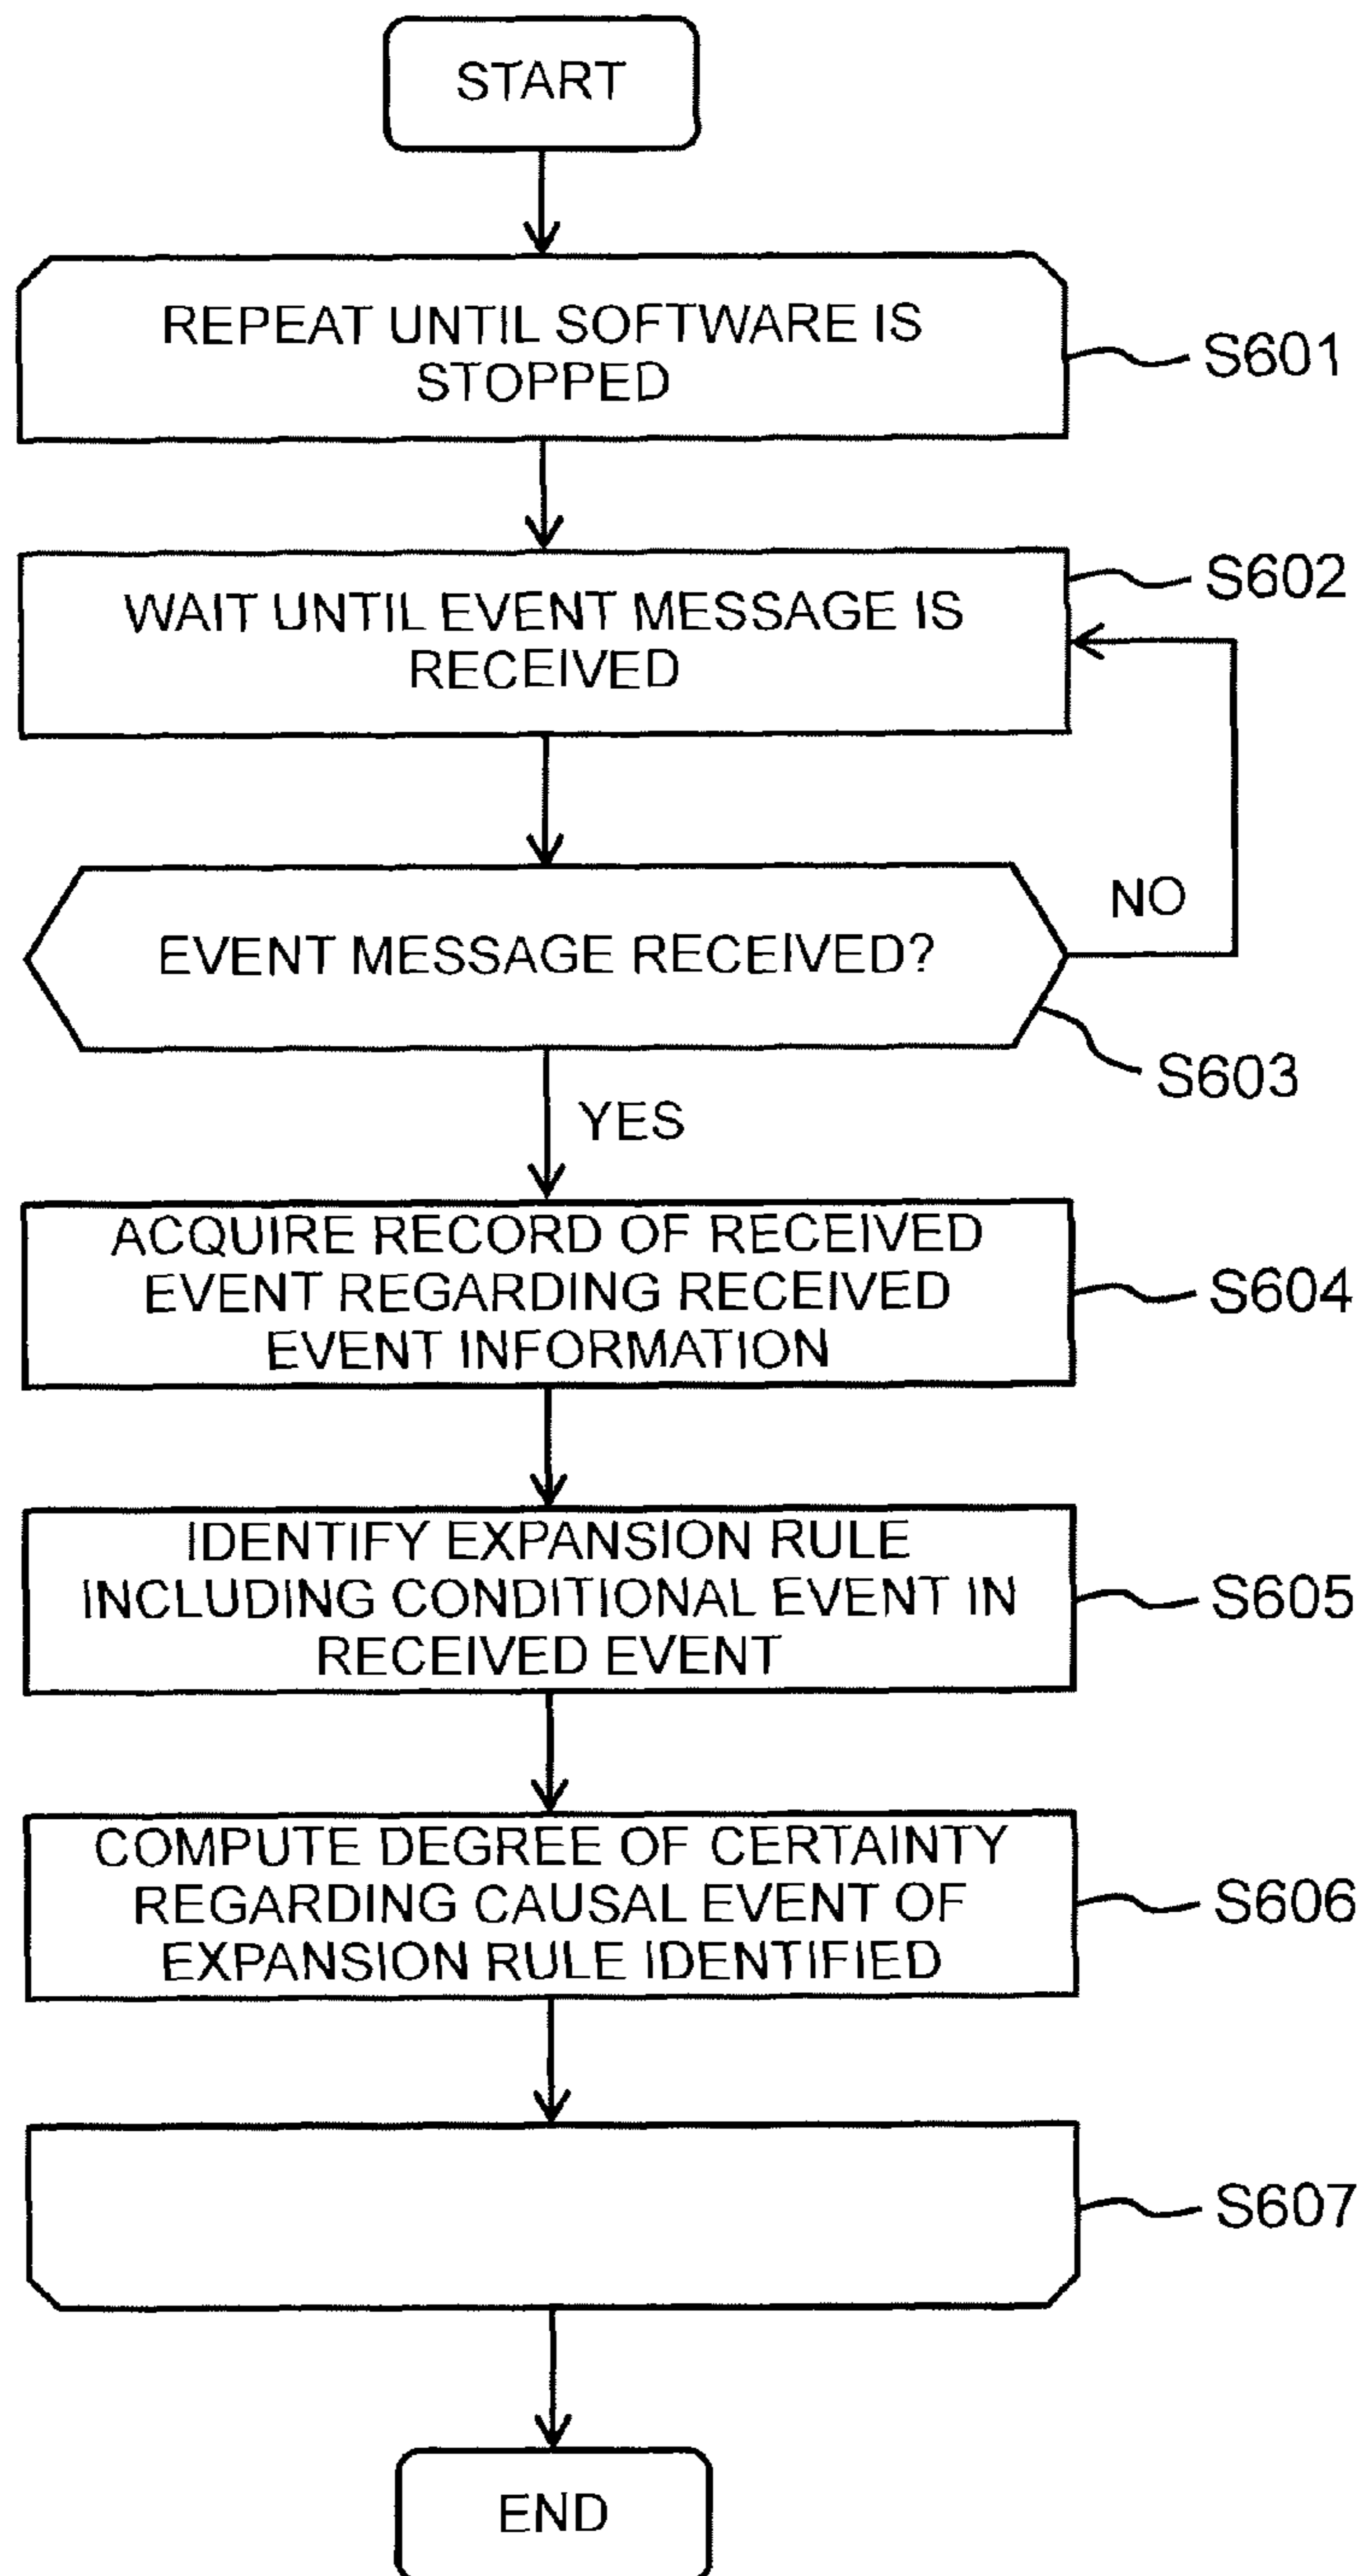 START
REPEAT UNTIL SOFTWARE IS
STOPPED
S601
S602
WAIT UNTIL EVENT MESSAGE IS
RECEIVED
NO
EVENT MESSAGE RECEIVED?
S603
YES
ACQUIRE RECORD OF RECEIVED
EVENT REGARDING RECEIVED
EVENT INFORMATION
S604
IDENTIFY EXPANSION RULE
INCLUDING CONDITIONAL EVENT IN
RECEIVED EVENT
S605
COMPUTE DEGREE OF CERTAINTY
REGARDING CAUSAL EVENT OF
EXPANSION RULE IDENTIFIED
S606
S607
END